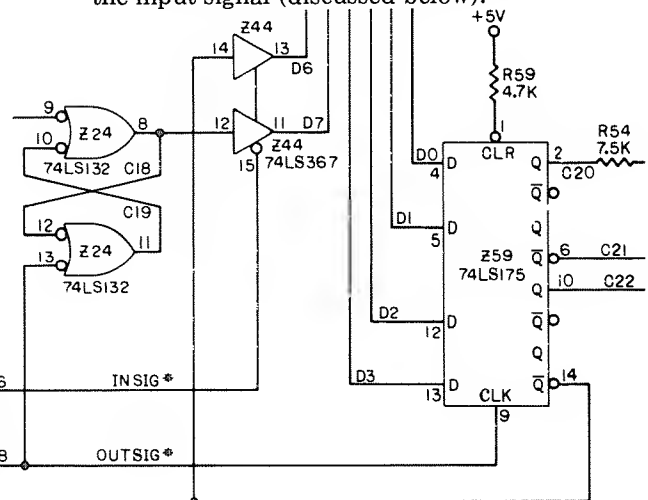 the input signal (discussed below).
+5V
Z44
14
13
D6
R59
4.7K
9
8
12
11
D7
1
Z24
10
Z44
74LS367
15
74LS132
C18
C19
12
11
Z24
13
74LS132
D0
D
4
CLR
Q
2
R54
7.5K
C20
Q
D1
D
5
Q
Z59
74LS175
Q
6
C21
Q
10
C22
D2
D
12
Q
Q
D3
D
13
Q
14
CLK
9
6
INSIG*
8
OUTSIG*